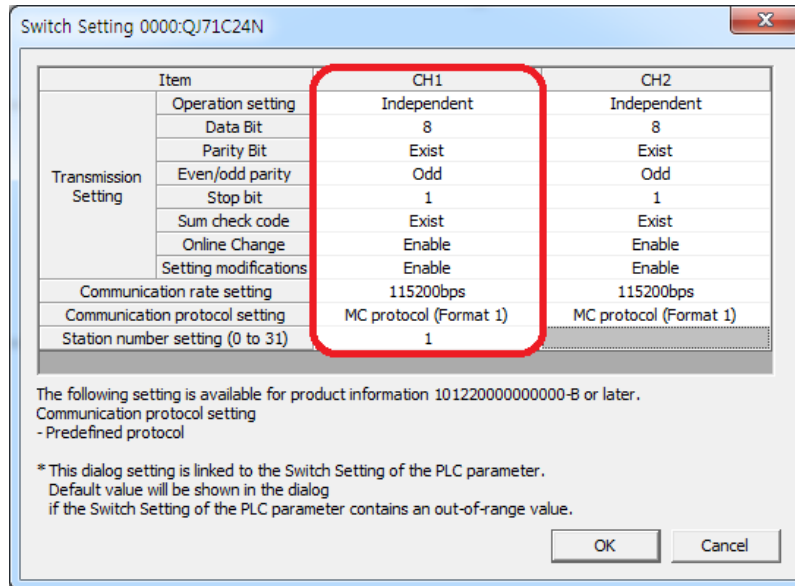 Switch Setting 0000:QJ71C24N
Item CH1 CH2
Operation setting Independent Independent
Data Bit 8 8
Parity Bit Exist Exist
Transmission Setting Even/odd parity Odd Odd
Stop bit 1 1
Sum check code Exist Exist
Online Change Enable Enable
Setting modifications Enable Enable
Communication rate setting 115200bps 115200bps
Communication protocol setting MC protocol (Format 1) MC protocol (Format 1)
Station number setting (0 to 31) 1
The following setting is available for product information 101220000000000-B or later.
Communication protocol setting
- Predefined protocol
* This dialog setting is linked to the Switch Setting of the PLC parameter.
Default value will be shown in the dialog
if the Switch Setting of the PLC parameter contains an out-of-range value.
OK Cancel